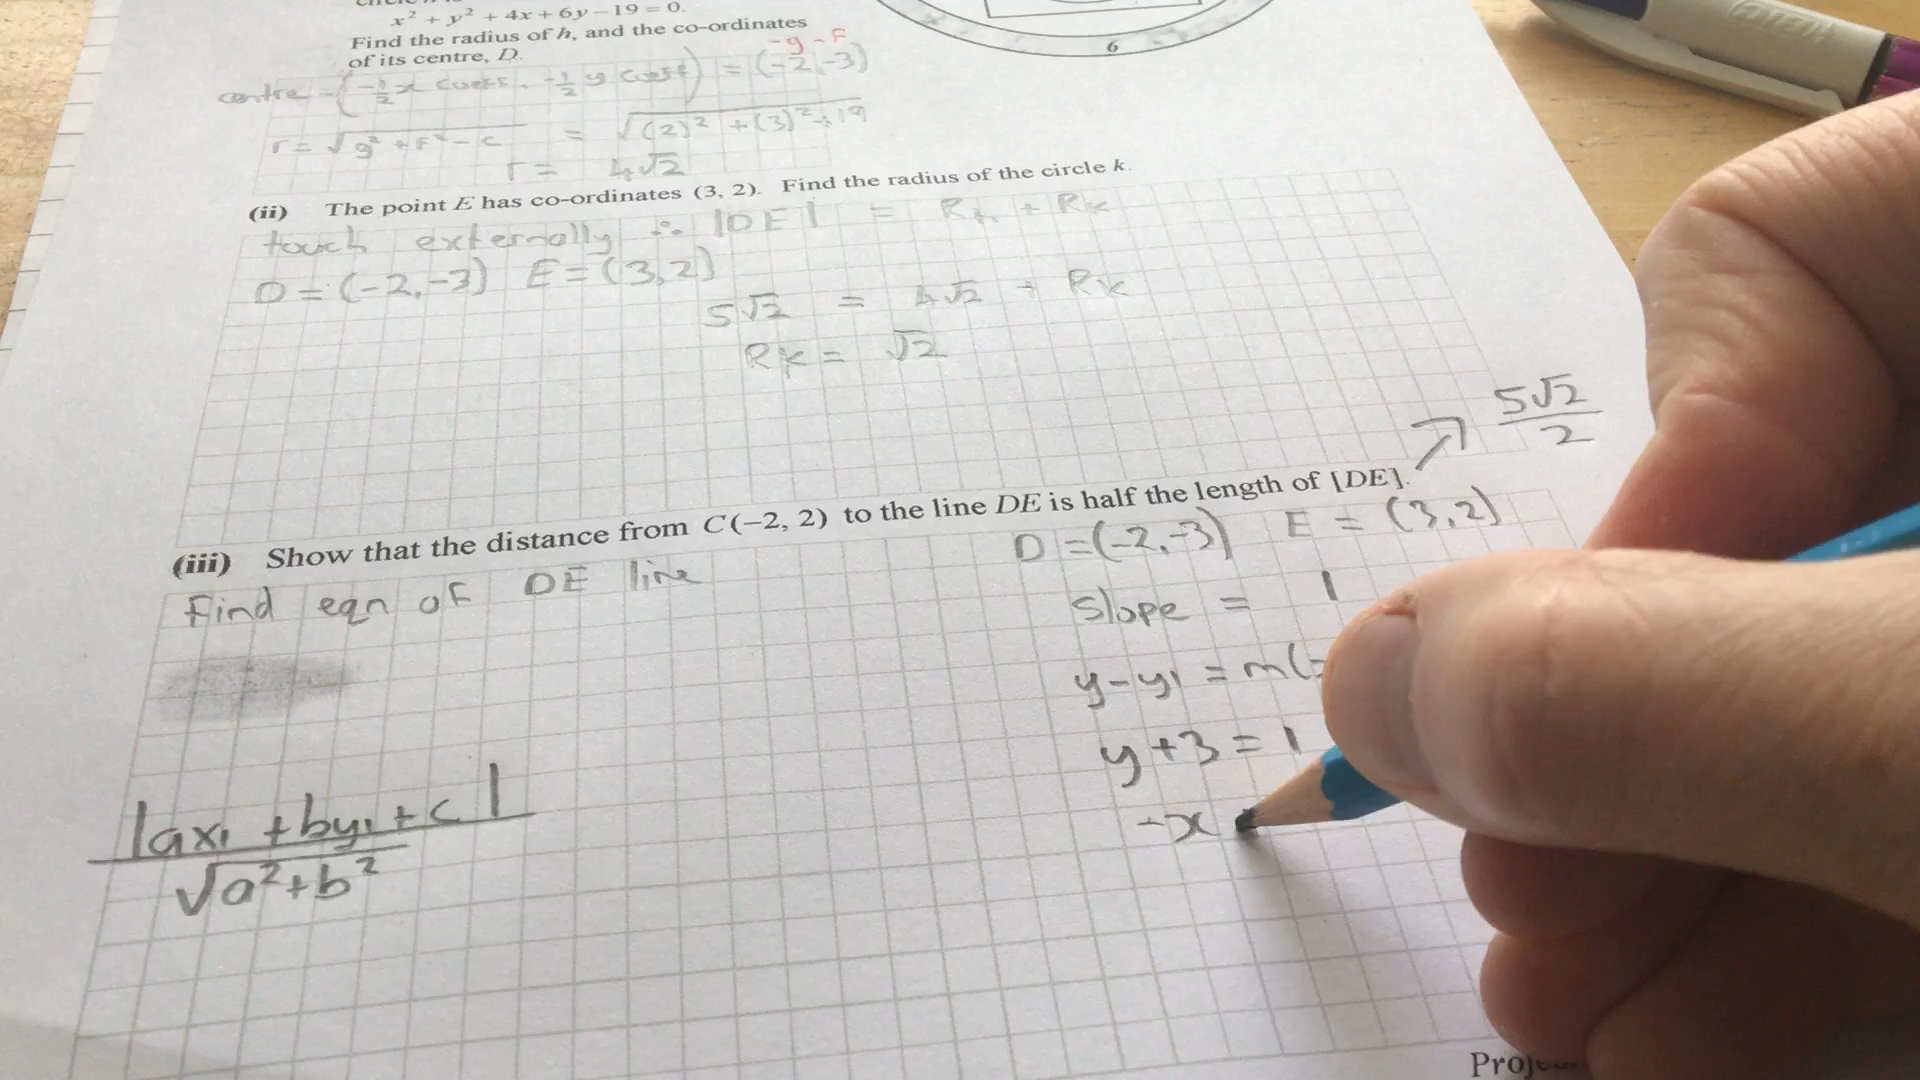 x² + y² + 4x + 6y − 19 = 0.
Find the radius of h, and the co-ordinates
of its centre, D.
-g -F
centre = (-½ x coeff, -½ y coeff) = (-2, -3)
r = √g² + F² - c = √(2)² + (3)² + 19
r = 4√2
6
(ii) The point E has co-ordinates (3, 2). Find the radius of the circle k.
touch externally ∴ |DE| = Rh + Rk
D = (-2, -3) E = (3, 2)
5√2 = 4√2 + Rk
Rk = √2
5√2/2
(iii) Show that the distance from C(−2, 2) to the line DE is half the length of [DE].
Find eqn of DE line
D = (-2, -3) E = (3, 2)
slope = 1
y - y₁ = m(
y + 3 = 1
-x
|ax₁ + by₁ + c|
√a² + b²